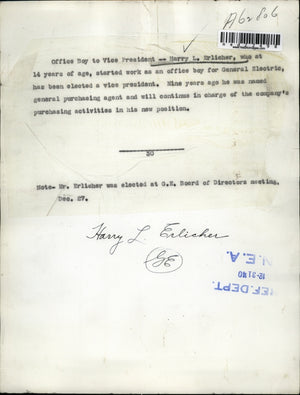 A62806
Office Boy to Vice President -- Harry L. Erlicher, who at
14 years of age, started work as an office boy for General Electric,
has been elected a vice president. Nine years ago he was named
general purchasing agent and will continue in charge of the company's
purchasing activities in his new position.
30
Note- Mr. Erlicher was elected at G.E. Board of Directors meeting.
Dec. 27.
Harry L. Erlicher
GE
REF. DEPT.
12-31-40
N.E.A.